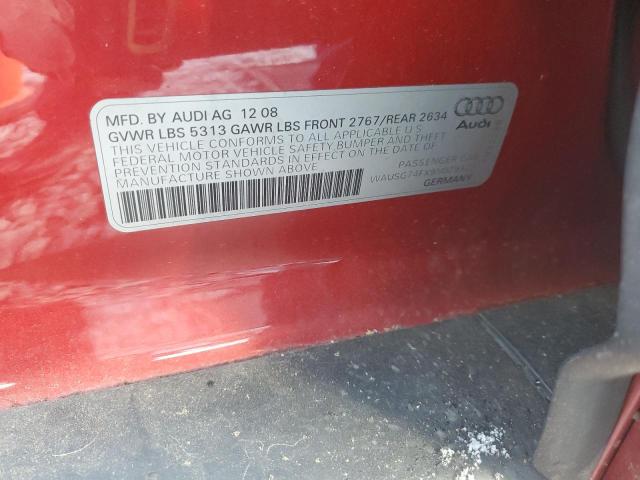 MFD. BY AUDI AG 12 08
GVWR LBS 5313 GAWR LBS FRONT 2767/REAR 2634
THIS VEHICLE CONFORMS TO ALL APPLICABLE U.S.
FEDERAL MOTOR VEHICLE SAFETY BUMPER AND THEFT
PREVENTION STANDARDS IN EFFECT ON THE DATE OF
MANUFACTURE SHOWN ABOVE
Audi
PASSENGER CAR
GERMANY